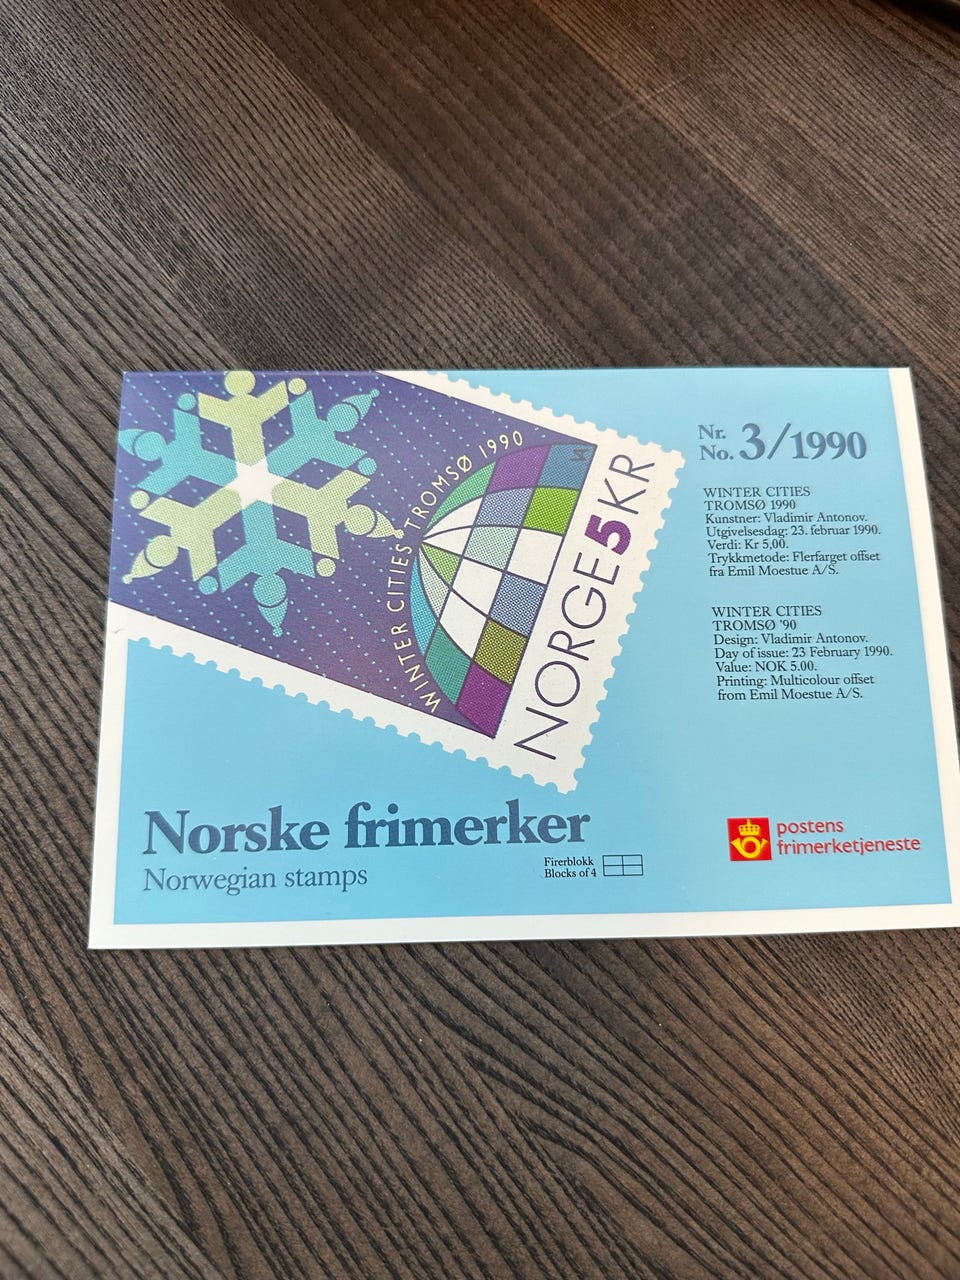 WINTER CITIES TROMSØ 1990
NORGE 5 KR
Nr.
No. 3/1990
WINTER CITIES
TROMSØ 1990
Kunstner: Vladimir Antonov.
Utgivelsesdag: 23. februar 1990.
Verdi: Kr 5,00.
Trykkmetode: Flerfarget offset
fra Emil Moestue A/S.
WINTER CITIES
TROMSØ '90
Design: Vladimir Antonov.
Day of issue: 23 February 1990.
Value: NOK 5.00.
Printing: Multicolour offset
from Emil Moestue A/S.
Norske frimerker
Norwegian stamps
Firerblokk
Blocks of 4
postens
frimerketjeneste